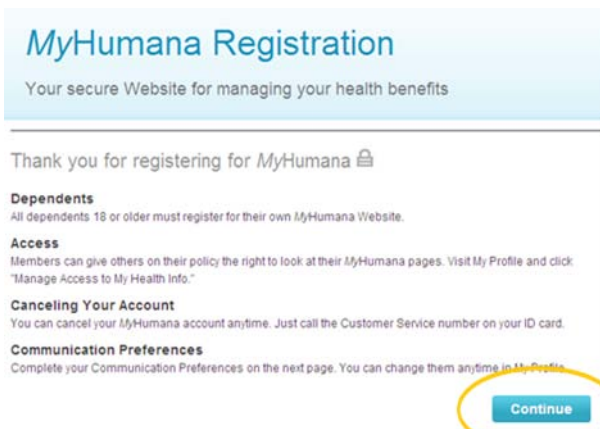 MyHumana Registration
Your secure Website for managing your health benefits
Thank you for registering for MyHumana
Dependents
All dependents 18 or older must register for their own MyHumana Website.
Access
Members can give others on their policy the right to look at their MyHumana pages. Visit My Profile and click
"Manage Access to My Health Info."
Canceling Your Account
You can cancel your MyHumana account anytime. Just call the Customer Service number on your ID card.
Communication Preferences
Complete your Communication Preferences on the next page. You can change them anytime in My Profile.
Continue